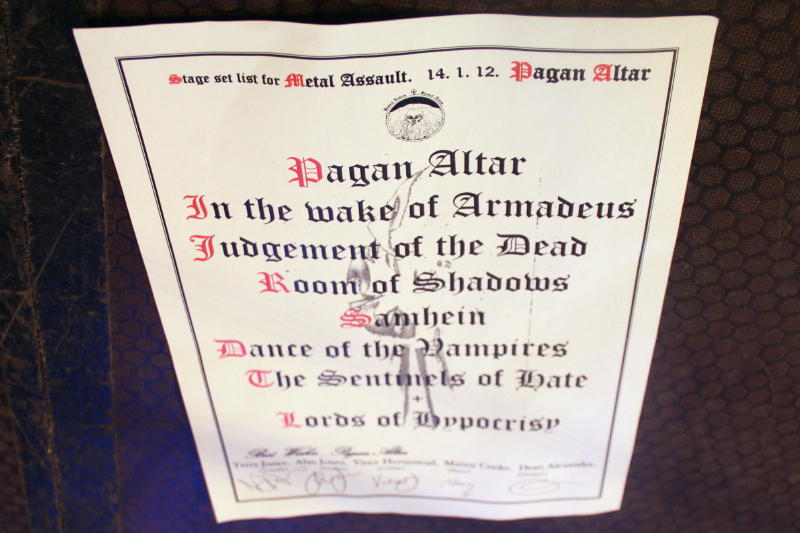 Stage set list for Metal Assault. 14. 1. 12. Pagan Altar
Pagan Altar
In the wake of Armadeus
Judgement of the Dead
Room of Shadows
Samhein
Dance of the Vampires
The Sentinels of Hate
+
Lords of Hypocrisy
Best Wishes Pagan Altar
Terry Jones. Alan Jones. Vince Hempstead. Manny Cooke. Dean Alexander.